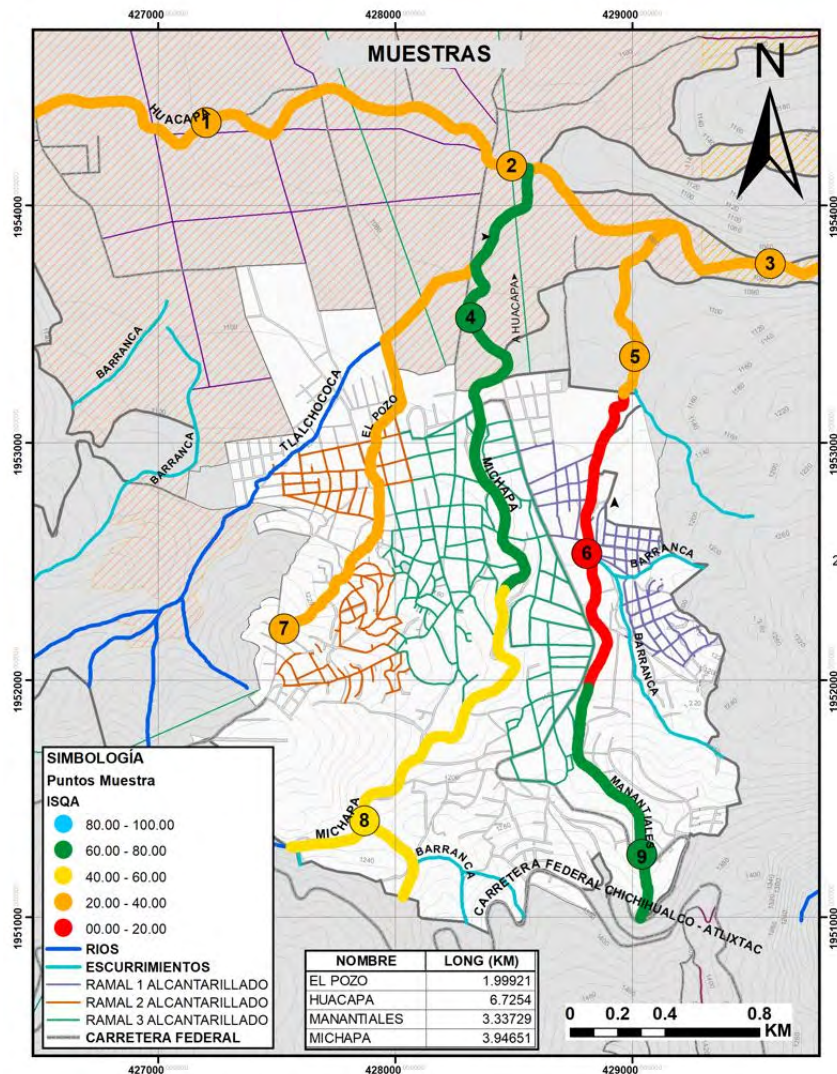 427000
428000
429000
MUESTRAS
N
HUACAPA
1
2
3
1954000
1954000
4
A HUACAPA
5
BARRANCA
TLALCHOCOCA
EL POZO
1953000
1953000
BARRANCA
MICHAPA
6
BARRANCA
2
7
BARRANCA
1952000
1952000
SIMBOLOGÍA
Puntos Muestra
ISQA
80.00 - 100.00
60.00 - 80.00
40.00 - 60.00
20.00 - 40.00
00.00 - 20.00
RIOS
ESCURRIMIENTOS
RAMAL 1 ALCANTARILLADO
RAMAL 2 ALCANTARILLADO
RAMAL 3 ALCANTARILLADO
CARRETERA FEDERAL
MICHAPA
8
MANANTIALES
9
BARRANCA
CARRETERA FEDERAL CHICHIHUALCO - ATLIXTAC
1951000
1951000
NOMBRE LONG (KM)
EL POZO 1.99921
HUACAPA 6.7254
MANANTIALES 3.33729
MICHAPA 3.94651
0 0.2 0.4 0.8
KM
427000
428000
429000